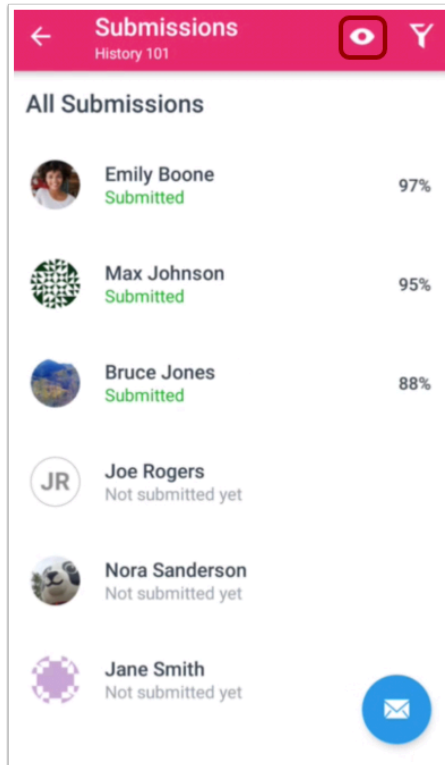 Submissions
History 101
All Submissions
Emily Boone
Submitted
97%
Max Johnson
Submitted
95%
Bruce Jones
Submitted
88%
JR
Joe Rogers
Not submitted yet
Nora Sanderson
Not submitted yet
Jane Smith
Not submitted yet